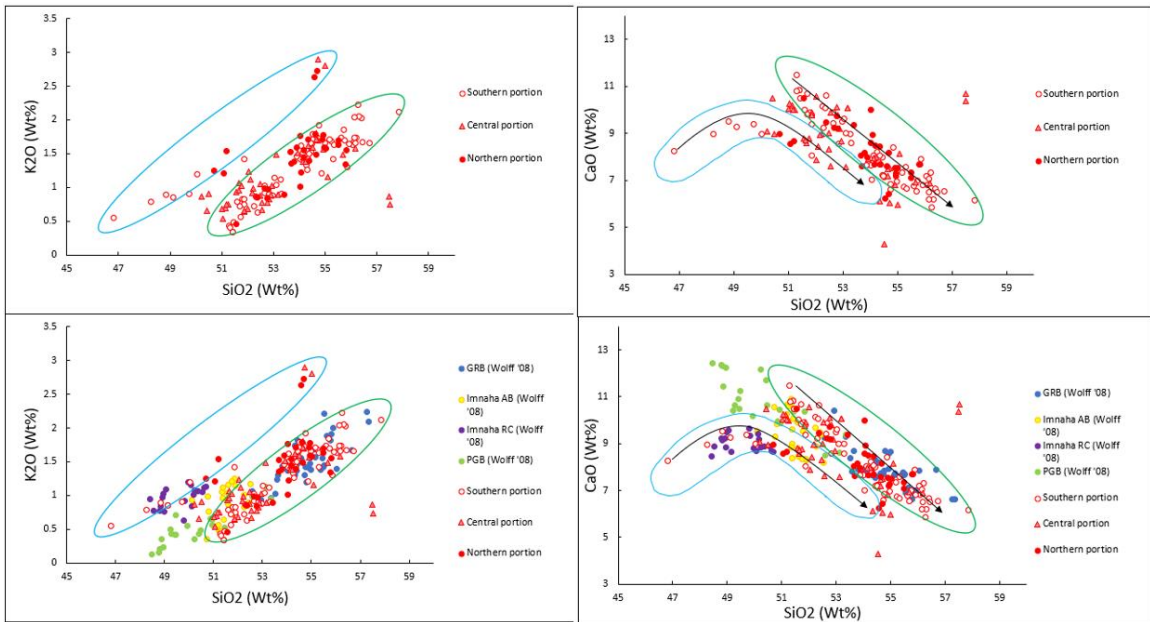 3.5
3
2.5
2
1.5
1
0.5
0
K2O (Wt%)
45 47 49 51 53 55 57 59
SiO2 (Wt%)
Southern portion
Central portion
Northern portion
13
11
9
7
5
3
CaO (Wt%)
45 47 49 51 53 55 57 59
SiO2 (Wt%)
Southern portion
Central portion
Northern portion
3.5
3
2.5
2
1.5
1
0.5
0
K2O (Wt%)
45 47 49 51 53 55 57 59
SiO2 (Wt%)
GRB (Wolff '08)
Imnaha AB (Wolff
'08)
Imnaha RC (Wolff
'08)
PGB (Wolff '08)
Southern portion
Central portion
Northern portion
13
11
9
7
5
3
CaO (Wt%)
45 47 49 51 53 55 57 59
SiO2 (Wt%)
GRB (Wolff '08)
Imnaha AB (Wolff
'08)
Imnaha RC (Wolff
'08)
PGB (Wolff '08)
Southern portion
Central portion
Northern portion